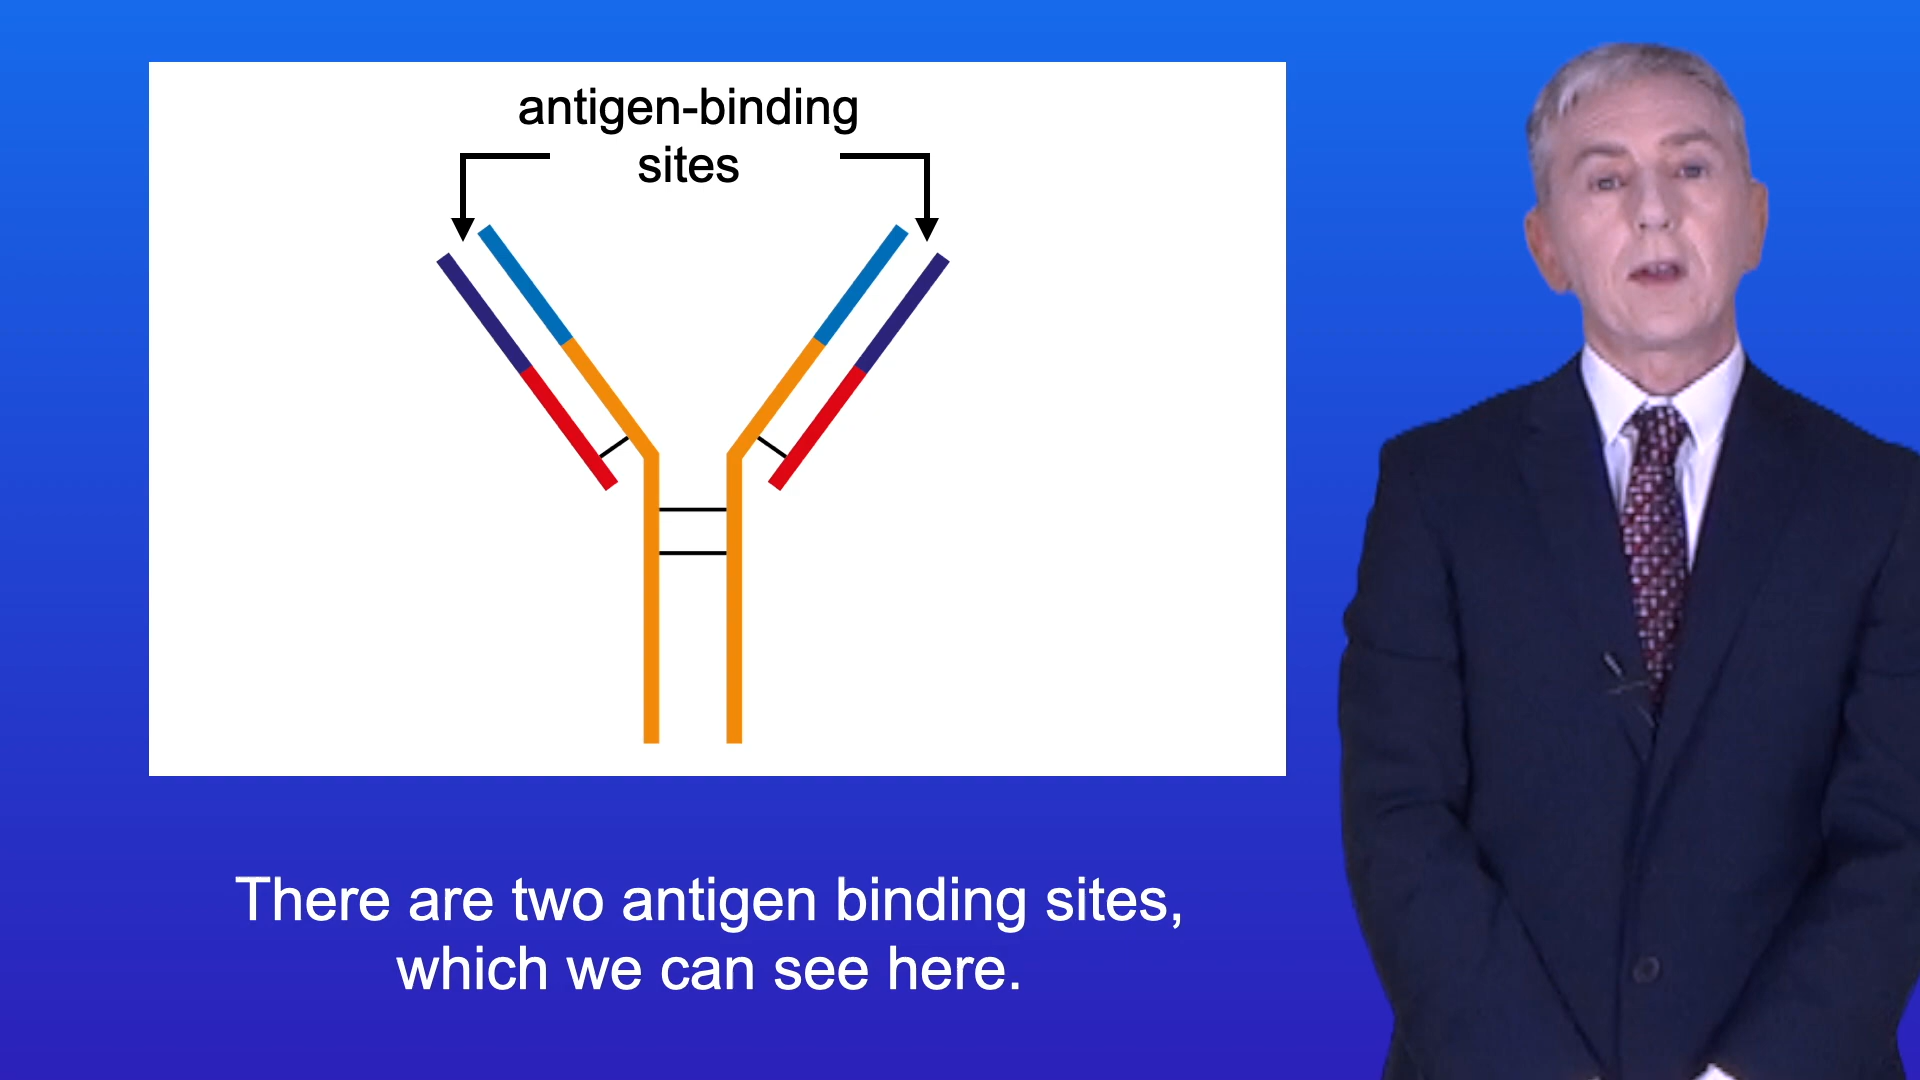 antigen-binding
sites
There are two antigen binding sites,
which we can see here.